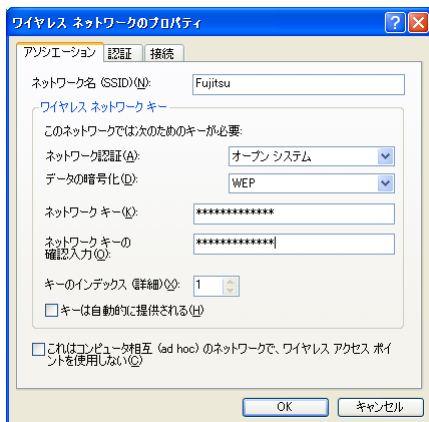 ワイヤレス ネットワークのプロパティ
アソシエーション 認証 接続
ネットワーク名 (SSID)(N): Fujitsu
ワイヤレス ネットワーク キー
このネットワークでは次のためのキーが必要:
ネットワーク認証(A): オープン システム
データの暗号化(D): WEP
ネットワーク キー(K): *************
ネットワーク キーの
確認入力(O): *************
キーのインデックス (詳細)(X): 1
キーは自動的に提供される(H)
これはコンピュータ相互 (ad hoc) のネットワークで、ワイヤレス アクセス ポイ
ントを使用しない(C)
OK キャンセル